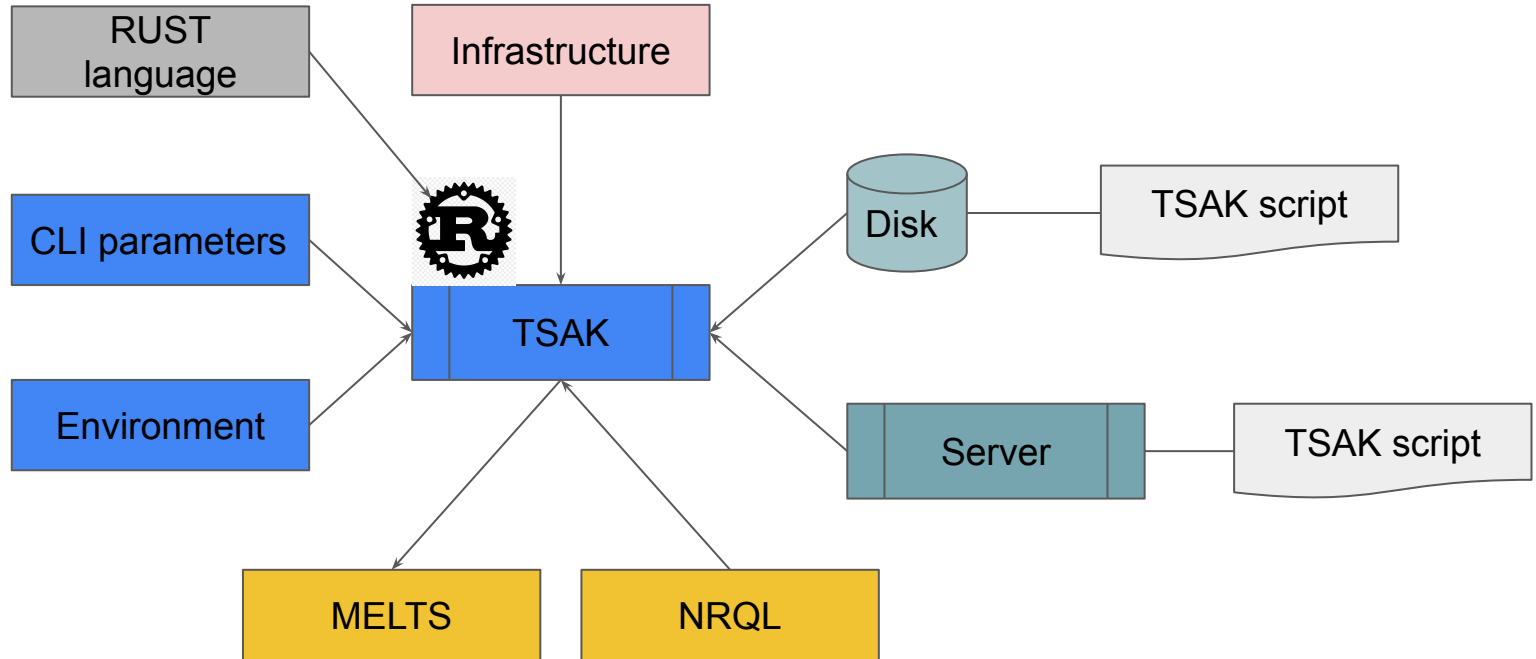 RUST
language
Infrastructure
CLI parameters
R
Disk
TSAK script
TSAK
Environment
Server
TSAK script
MELTS
NRQL